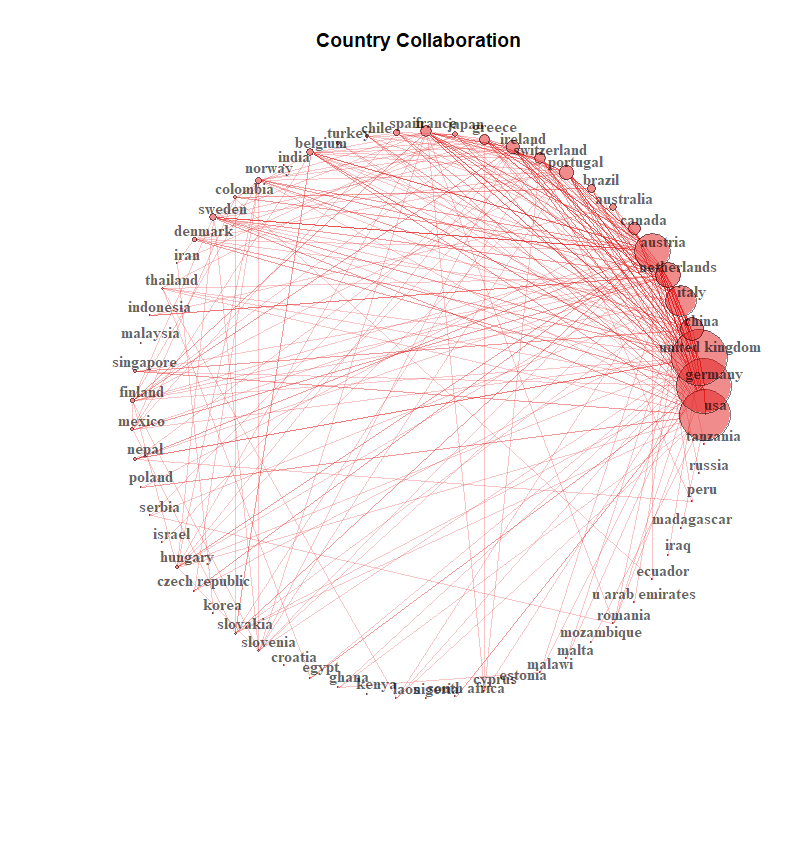 Country Collaboration
japan
france
spain
chile
turkey
belgium
india
norway
colombia
sweden
denmark
iran
thailand
indonesia
malaysia
singapore
finland
mexico
nepal
poland
serbia
israel
hungary
czech republic
korea
slovakia
slovenia
croatia
egypt
ghana
kenya
laos
nigeria
south africa
cyprus
estonia
malawi
malta
mozambique
romania
u arab emirates
ecuador
iraq
madagascar
peru
russia
tanzania
usa
germany
united kingdom
china
italy
netherlands
austria
canada
australia
brazil
portugal
switzerland
ireland
greece